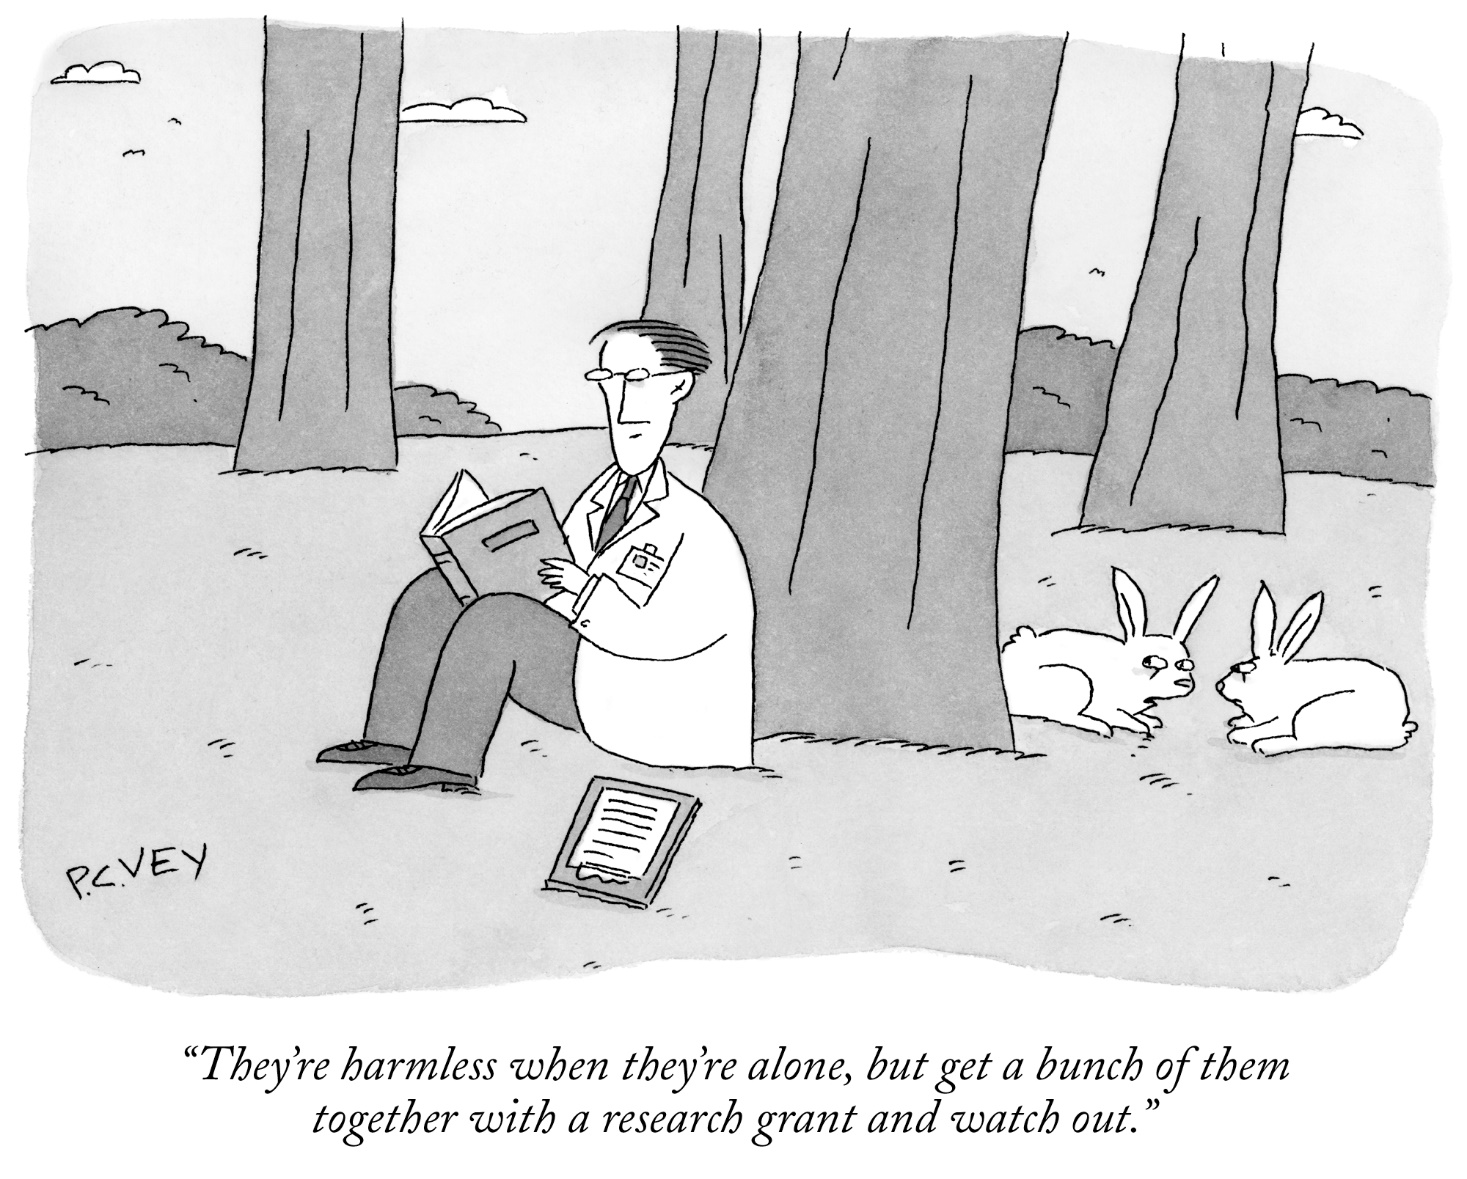 P.C.VEY
“They’re harmless when they’re alone, but get a bunch of them
together with a research grant and watch out.”